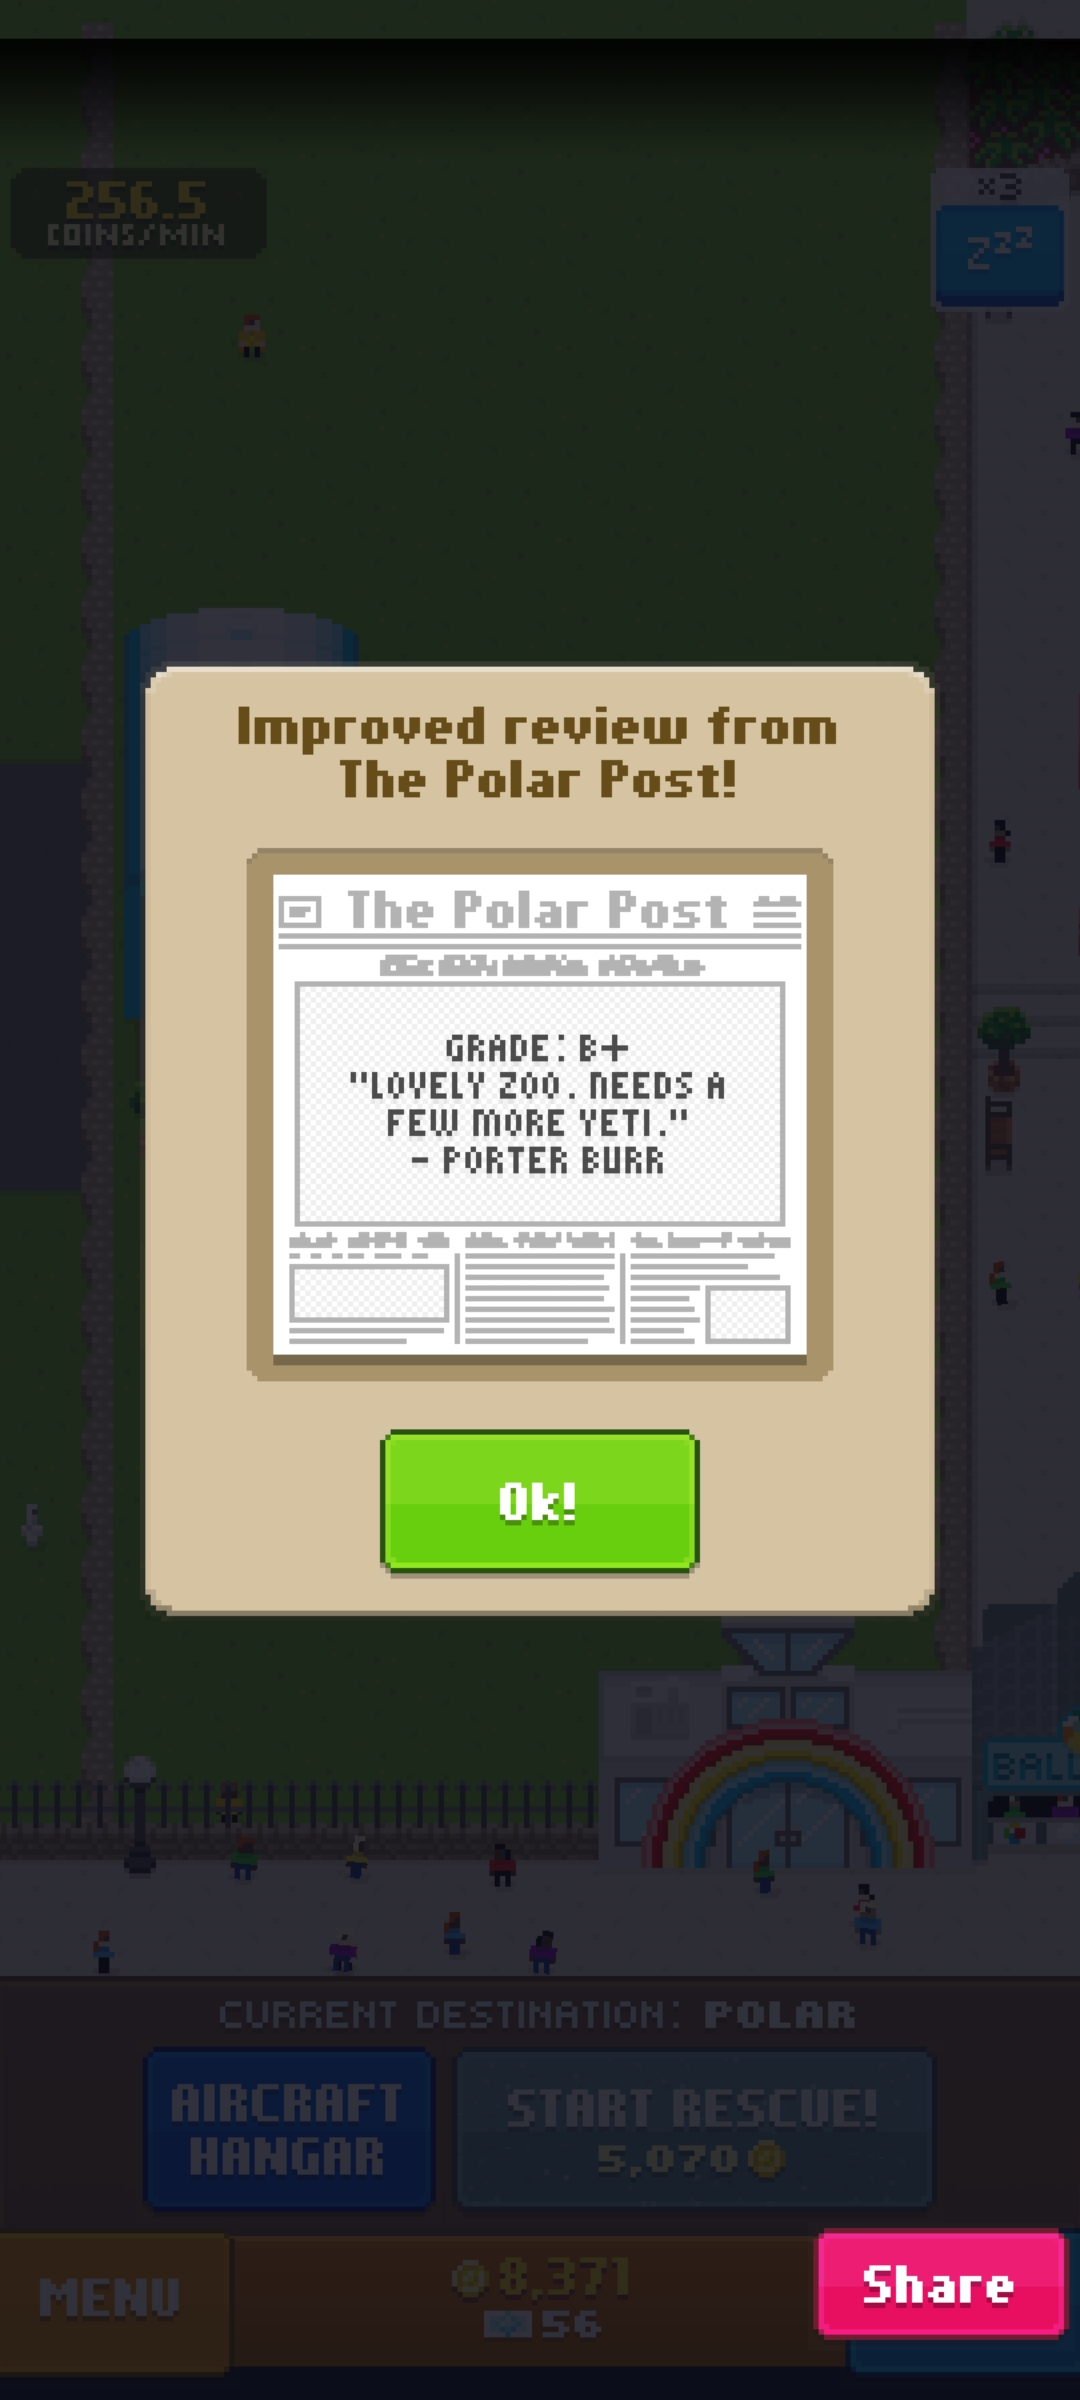 256.5
COINS/MIN
x3
zzz
Improved review from
The Polar Post!
The Polar Post
GRADE: B+
"LOVELY ZOO. NEEDS A
FEW MORE YETI."
- PORTER BURR
Ok!
BALL
CURRENT DESTINATION: POLAR
AIRCRAFT
HANGAR
START RESCUE!
5,070
MENU
8,371
56
Share